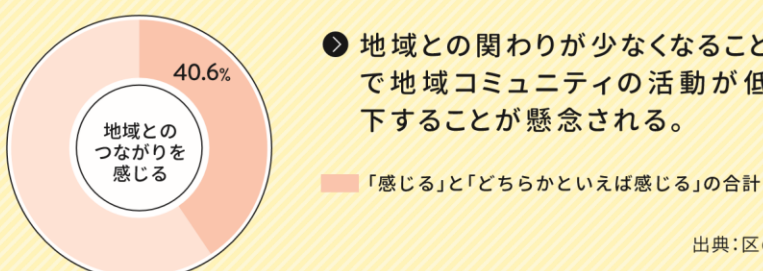 40.6%
地域との
つながりを
感じる
地域との関わりが少なくなること
で地域コミュニティの活動が低
下することが懸念される。
「感じる」と「どちらかといえば感じる」の合計
出典：区の